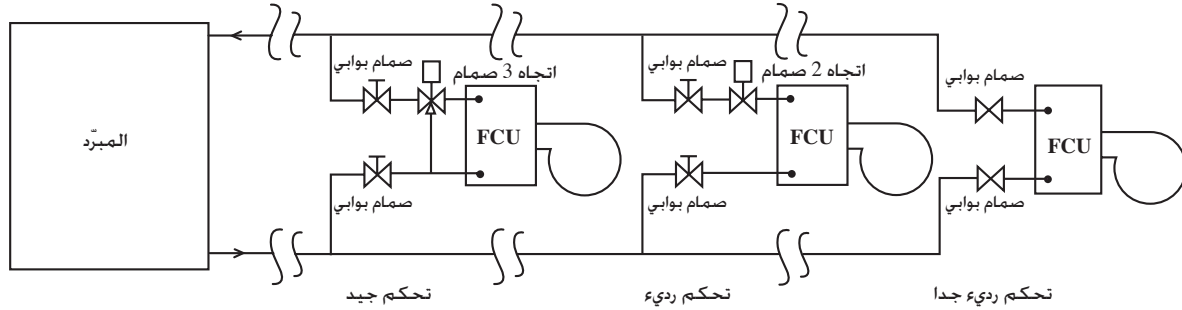 المبرّد
صمام بوابي
اتجاه 3 صمام
FCU
صمام بوابي
تحكم جيد
صمام بوابي
اتجاه 2 صمام
FCU
صمام بوابي
تحكم رديء
صمام بوابي
FCU
صمام بوابي
تحكم رديء جدا